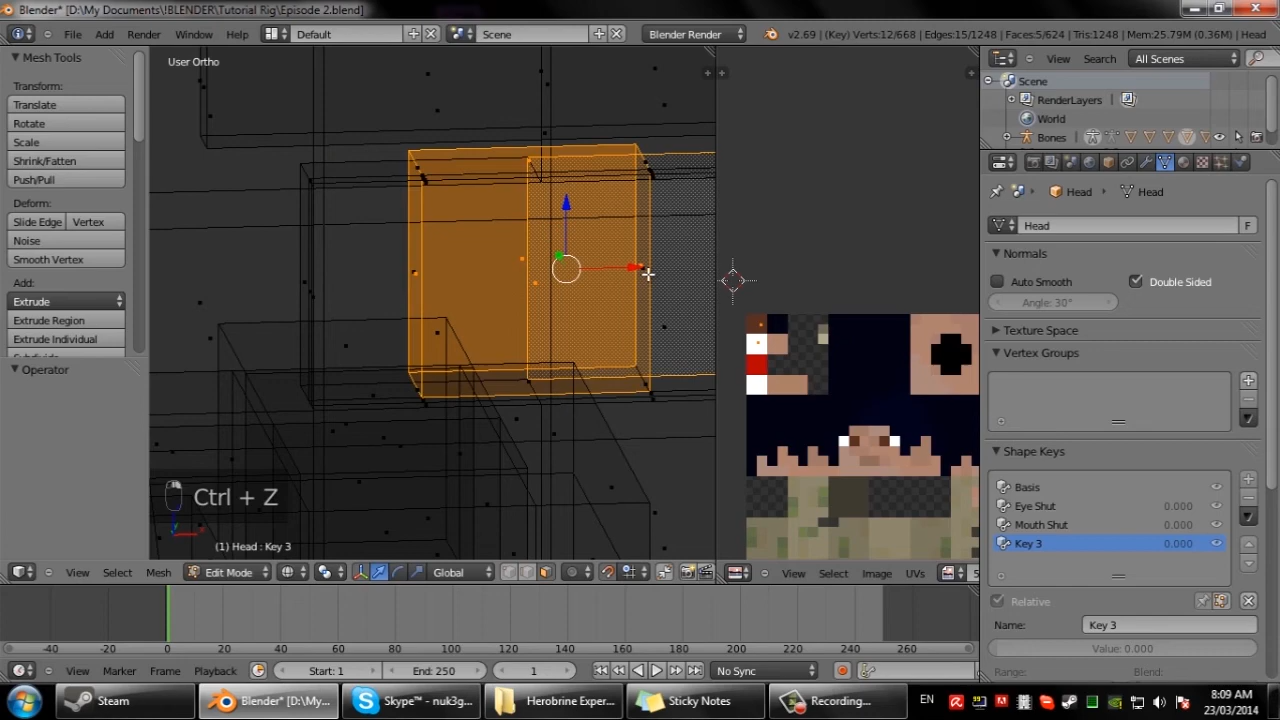 Blender* [D:\My Documents\!BLENDER\Tutorial Rig\Episode 2.blend]
File Add Render Window Help Default Scene Blender Render v2.69 | (Key) Verts:12/668 | Edges:15/1248 | Faces:5/624 | Tris:1248 | Mem:25.79M (0.36M) | Head
Mesh Tools
User Ortho
View Search All Scenes
Transform:
Translate
Rotate
Scale
Shrink/Fatten
Push/Pull
Deform:
Slide Edge Vertex
Noise
Smooth Vertex
Add:
Extrude
Extrude Region
Extrude Individual
Operator
Scene
RenderLayers
World
Bones
Head Head
Head F
Normals
Auto Smooth Double Sided
Angle: 30°
Texture Space
Vertex Groups
Shape Keys
Basis
Eye Shut 0.000
Mouth Shut 0.000
Key 3 0.000
Relative
Name: Key 3
Value: 0.000
Range: Blend:
Ctrl + Z
(1) Head : Key 3
View Select Mesh Edit Mode Global
View Select Image UVs
-40 -20 0 20 40 60 80 100 120 140 160 180 200 220 240 260
View Marker Frame Playback Start: 1 End: 250 1 No Sync
Steam Blender* [D:\My... Skype™ - nuk3g... Herobrine Exper... Sticky Notes Recording... EN 8:09 AM
23/03/2014